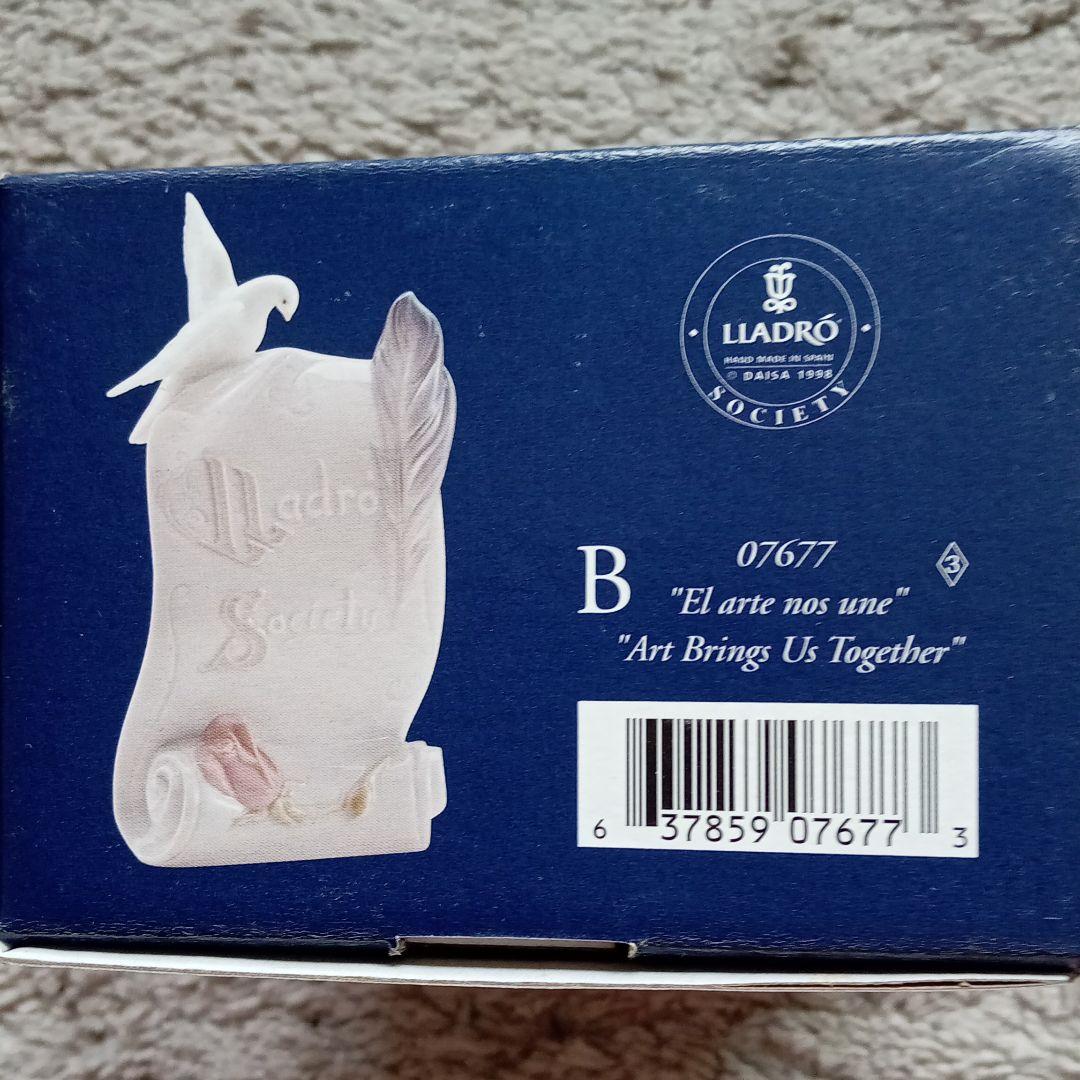 Lladró
Society
LLADRÓ
HAND MADE IN SPAIN
© DAISA 1998
SOCIETY
B
07677
3
"El arte nos une"
"Art Brings Us Together"
6 37859 07677 3